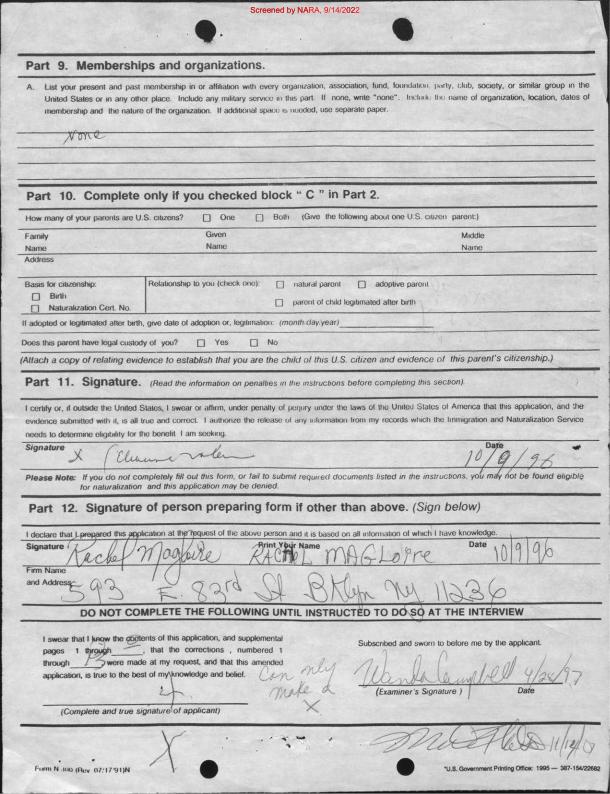 Screened by NARA, 9/14/2022
Part 9. Memberships and organizations.
A. List your present and past membership in or affiliation with every organization, association, fund, foundation, party, club, society, or similar group in the
United States or in any other place. Include any military service in this part. If none, write "none". Include the name of organization, location, dates of
membership and the nature of the organization. If additional space is needed, use separate paper.
None
Part 10. Complete only if you checked block " C " in Part 2.
How many of your parents are U.S. citizens? One Both (Give the following about one U.S. citizen parent:)
Family Name Given Name Middle Name
Address
Basis for citizenship: Relationship to you (check one): natural parent adoptive parent
Birth
Naturalization Cert. No. parent of child legitimated after birth
If adopted or legitimated after birth, give date of adoption or, legitimation: (month day year)
Does this parent have legal custody of you? Yes No
(Attach a copy of relating evidence to establish that you are the child of this U.S. citizen and evidence of this parent's citizenship.)
Part 11. Signature. (Read the information on penalties in the instructions before completing this section).
I certify or, if outside the United States, I swear or affirm, under penalty of perjury under the laws of the United States of America that this application, and the
evidence submitted with it, is all true and correct. I authorize the release of any information from my records which the Immigration and Naturalization Service
needs to determine eligibility for the benefit I am seeking.
Signature Date
X 10/9/96
Please Note: If you do not completely fill out this form, or fail to submit required documents listed in the instructions, you may not be found eligible
for naturalization and this application may be denied.
Part 12. Signature of person preparing form if other than above. (Sign below)
I declare that I prepared this application at the request of the above person and it is based on all information of which I have knowledge.
Signature Rachel Magloire Print Your Name RACHEL MAGLOIRE Date 10/9/96
Firm Name
and Address 593 E. 83rd St BKlyn NY 11236
DO NOT COMPLETE THE FOLLOWING UNTIL INSTRUCTED TO DO SO AT THE INTERVIEW
I swear that I know the contents of this application, and supplemental
pages 1 through , that the corrections , numbered 1
through 13 were made at my request, and that this amended
application, is true to the best of my knowledge and belief.
(Complete and true signature of applicant)
Can only
make a
X
Subscribed and sworn to before me by the applicant.
Wanda Campbell 4/28/97
(Examiner's Signature ) Date
X
Form N-400 (Rev. 07/17/91)N
*U.S. Government Printing Office: 1995 — 387-154/22682